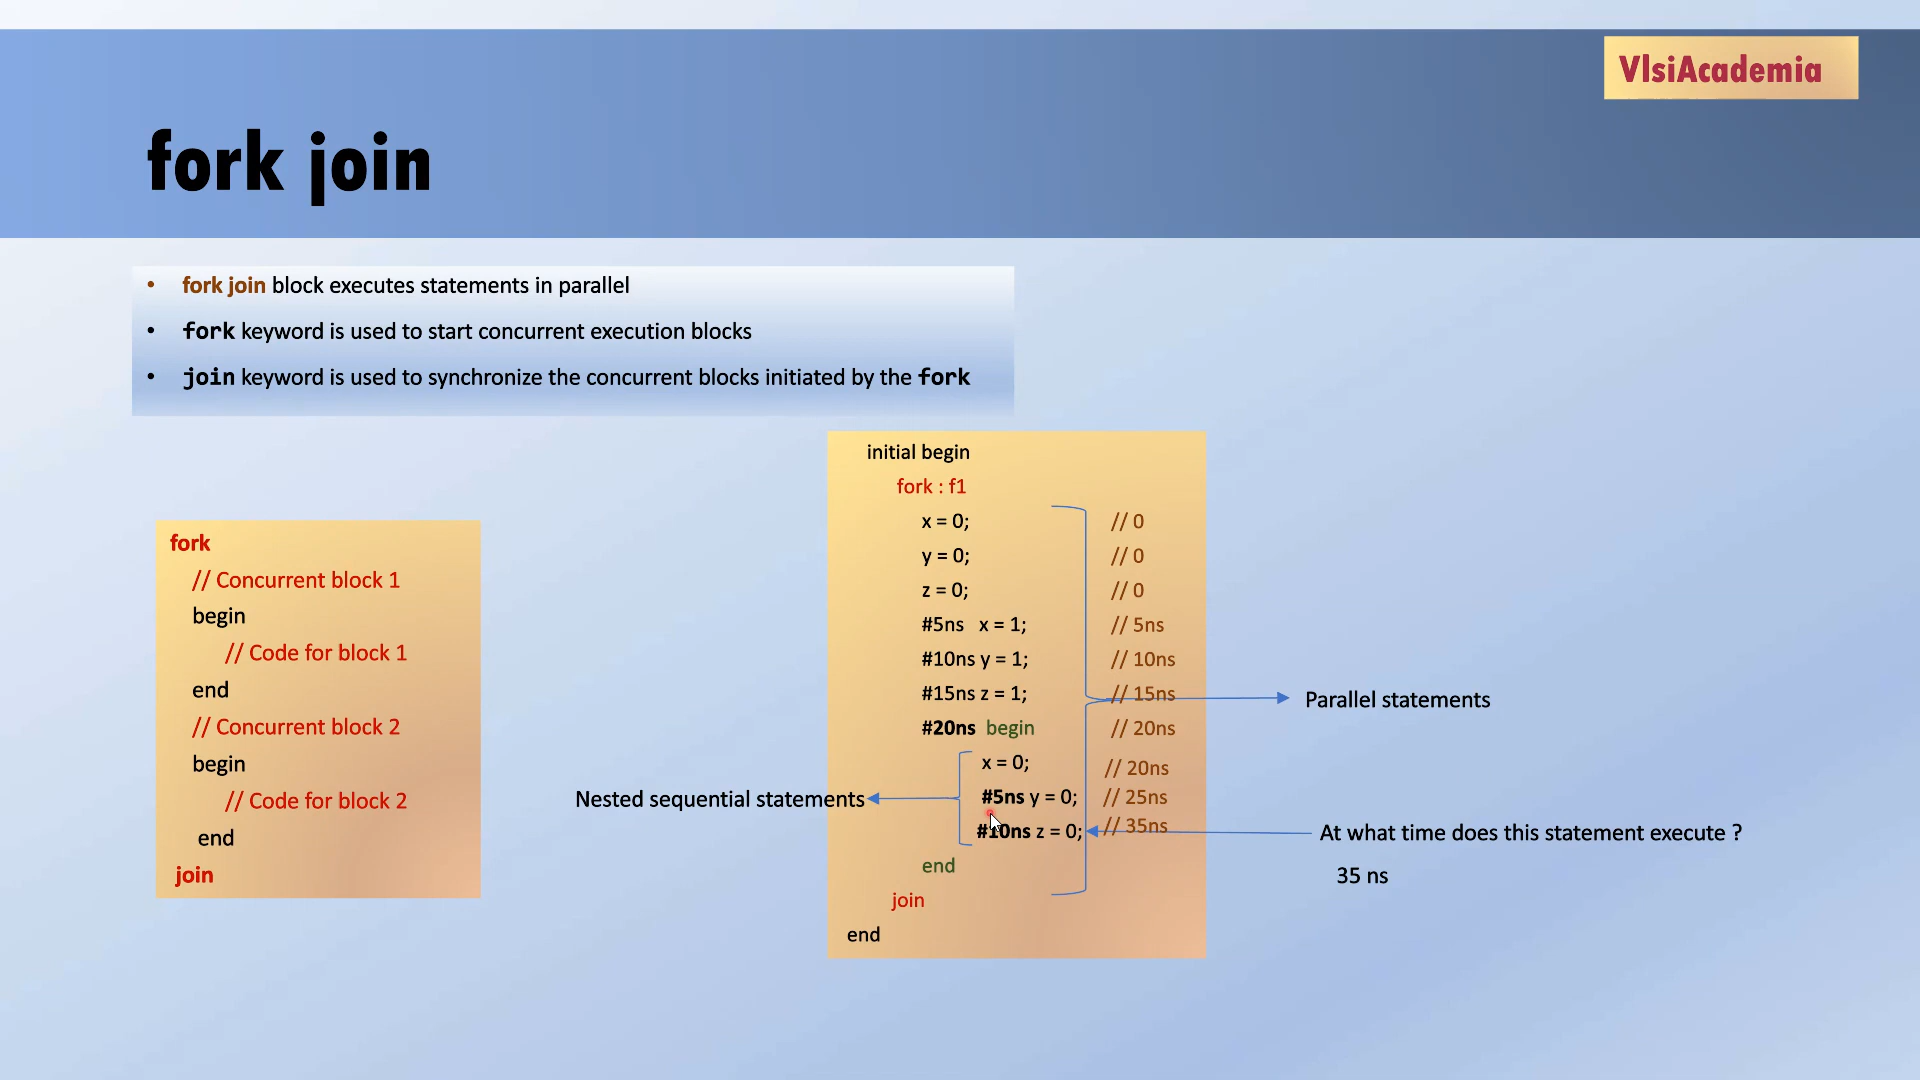 VlsiAcademia
fork join
• fork join block executes statements in parallel
• fork keyword is used to start concurrent execution blocks
• join keyword is used to synchronize the concurrent blocks initiated by the fork
fork
// Concurrent block 1
begin
// Code for block 1
end
// Concurrent block 2
begin
// Code for block 2
end
join
initial begin
fork : f1
x = 0; // 0
y = 0; // 0
z = 0; // 0
#5ns x = 1; // 5ns
#10ns y = 1; // 10ns
#15ns z = 1; // 15ns
#20ns begin // 20ns
x = 0; // 20ns
#5ns y = 0; // 25ns
#10ns z = 0; // 35ns
end
join
end
Parallel statements
Nested sequential statements
At what time does this statement execute ?
35 ns